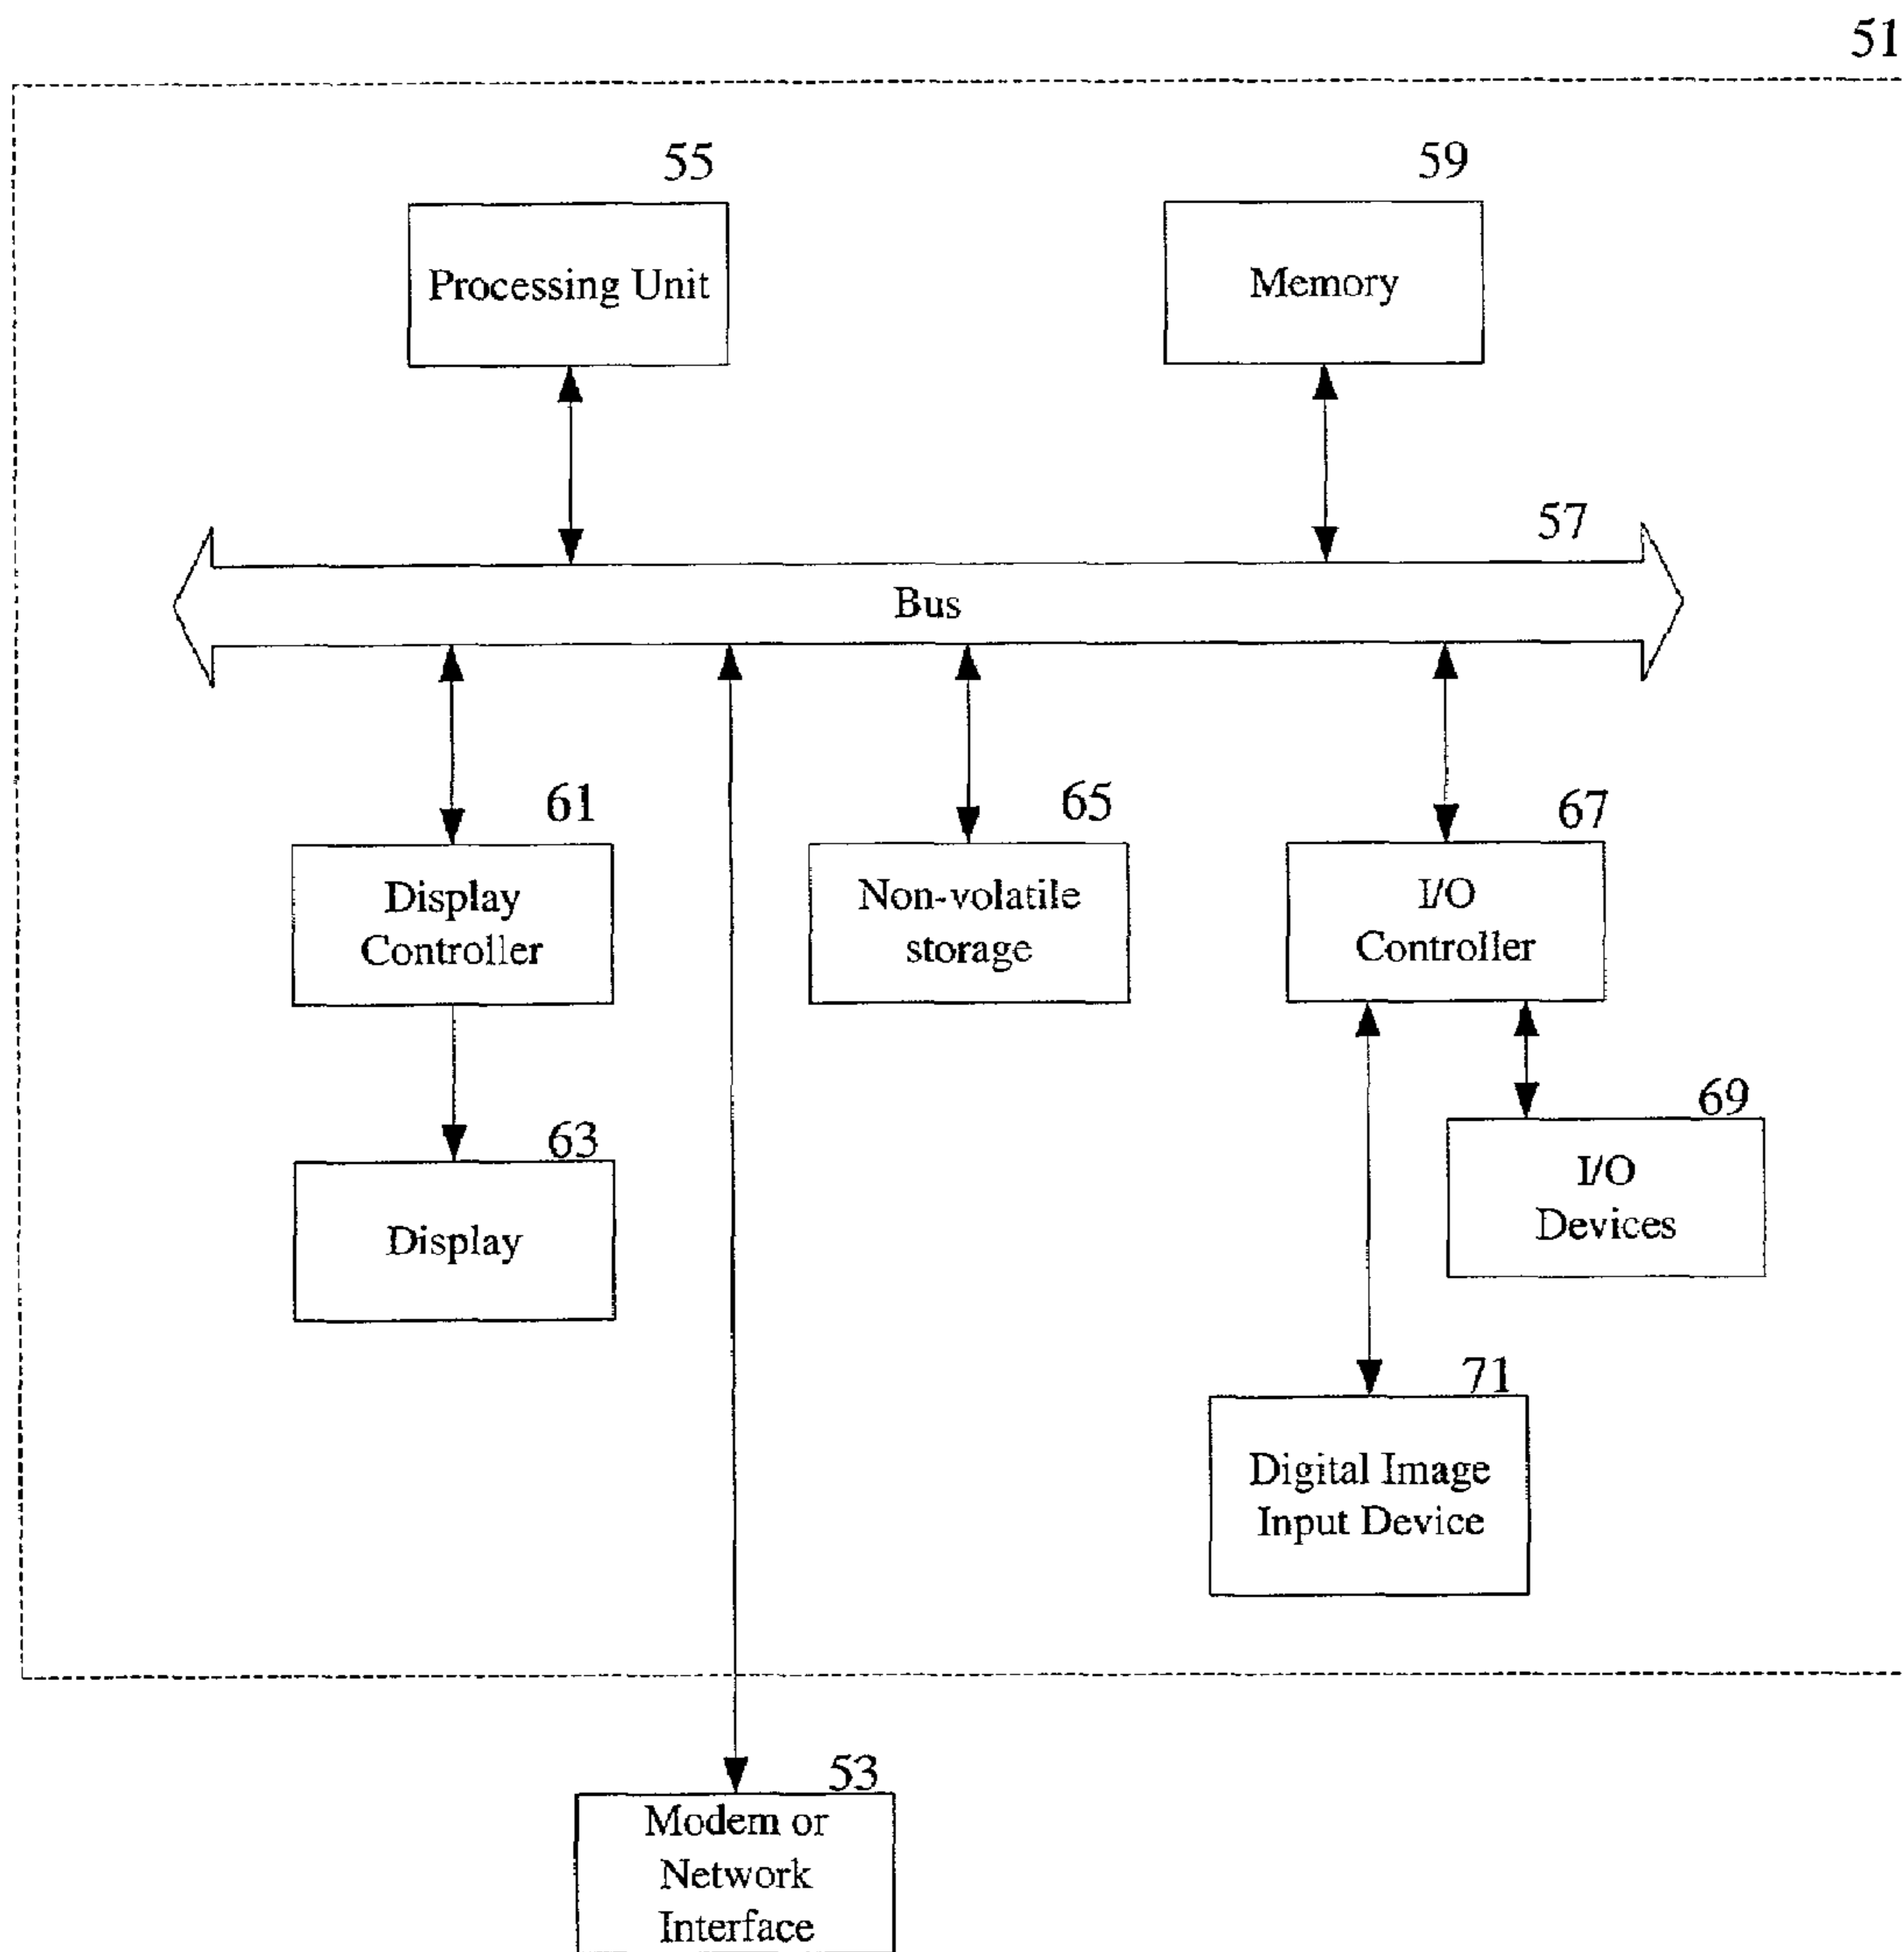 51
55
59
Processing Unit
Memory
57
Bus
61
65
67
Display
Controller
Non-volatile
storage
I/O
Controller
63
69
Display
I/O
Devices
71
Digital Image
Input Device
53
Modem or
Network
Interface